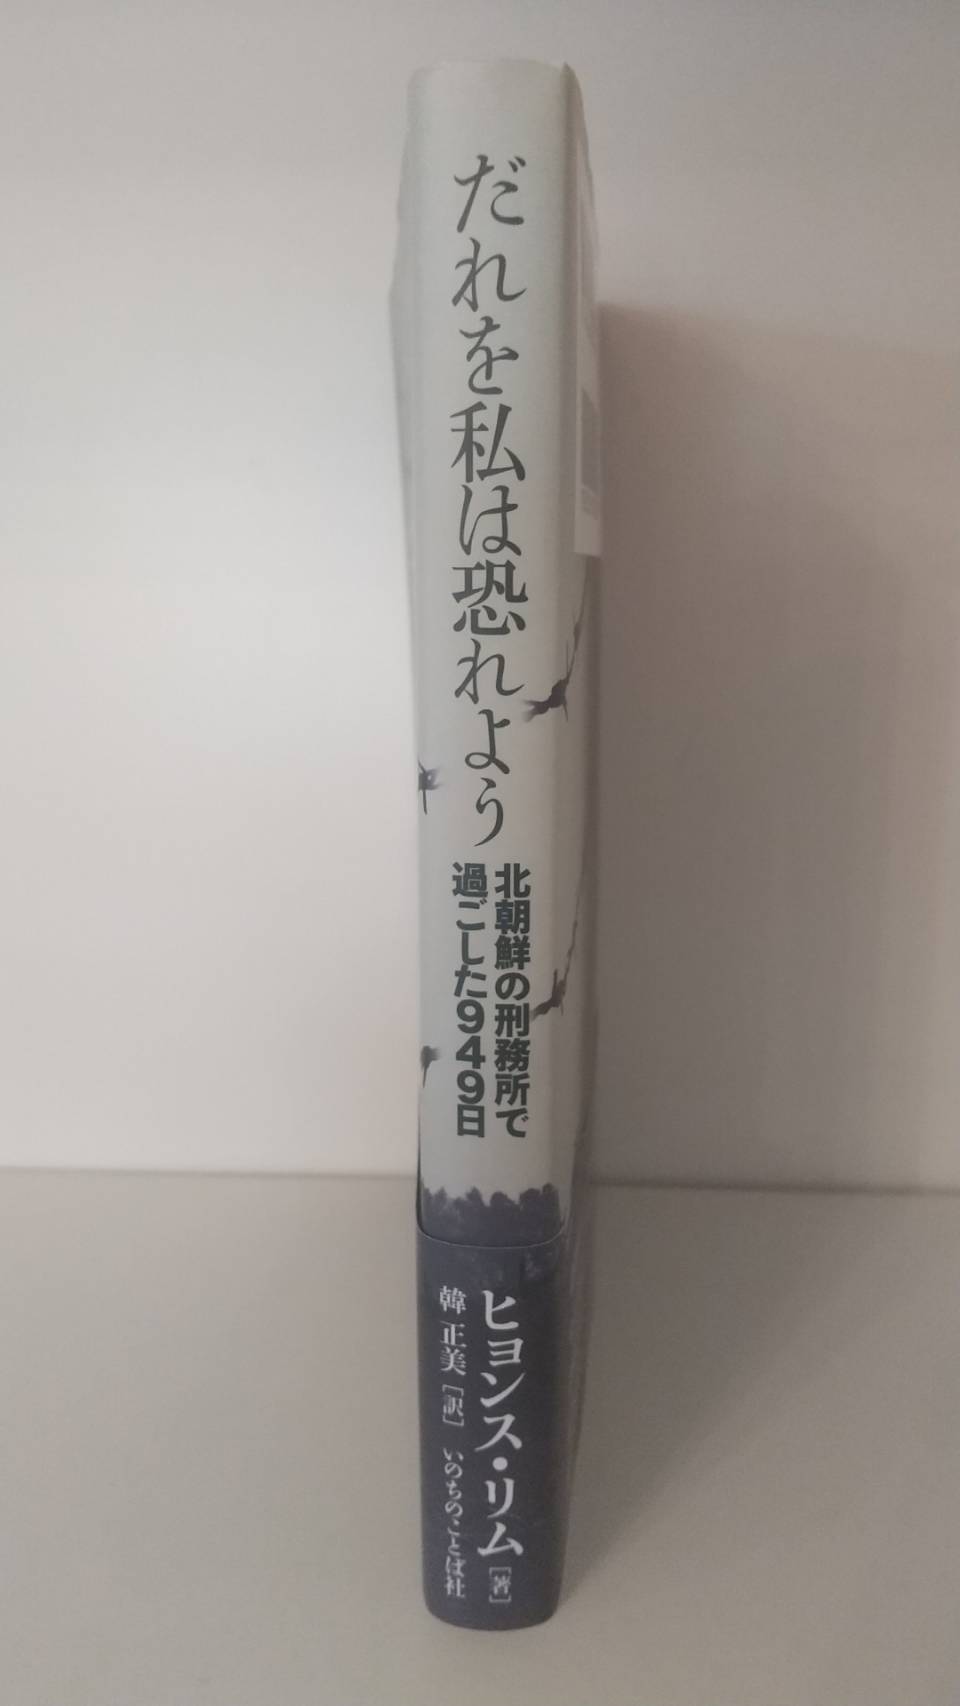 だれを私は恐れよう
北朝鮮の刑務所で
過ごした949日
ヒョンス・リム[著]
韓 正美[訳] いのちのことば社